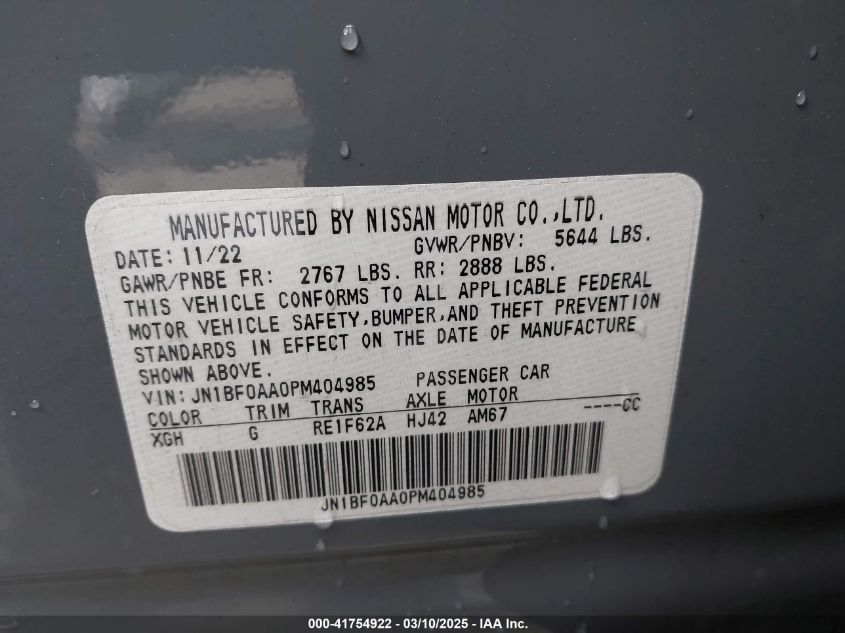 MANUFACTURED BY NISSAN MOTOR CO.,LTD.
DATE: 11/22 GVWR/PNBV: 5644 LBS.
GAWR/PNBE FR: 2767 LBS. RR: 2888 LBS.
THIS VEHICLE CONFORMS TO ALL APPLICABLE FEDERAL
MOTOR VEHICLE SAFETY,BUMPER,AND THEFT PREVENTION
STANDARDS IN EFFECT ON THE DATE OF MANUFACTURE
SHOWN ABOVE.
VIN: JN1BF0AA0PM404985 PASSENGER CAR
COLOR TRIM TRANS AXLE MOTOR
XGH G RE1F62A HJ42 AM67 ----CC
JN1BF0AA0PM404985
000-41754922 - 03/10/2025 - IAA Inc.